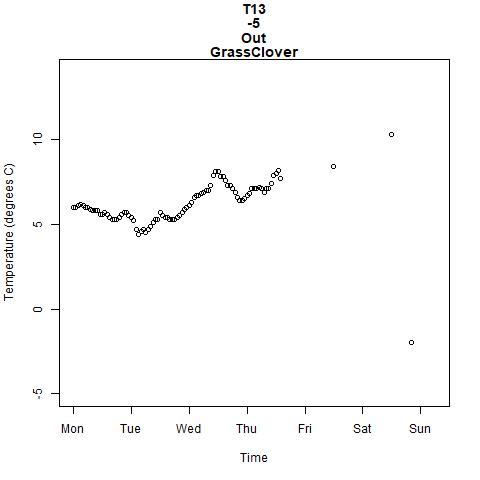 T13
-5
Out
GrassClover
Temperature (degrees C)
10
5
0
-5
Mon Tue Wed Thu Fri Sat Sun
Time